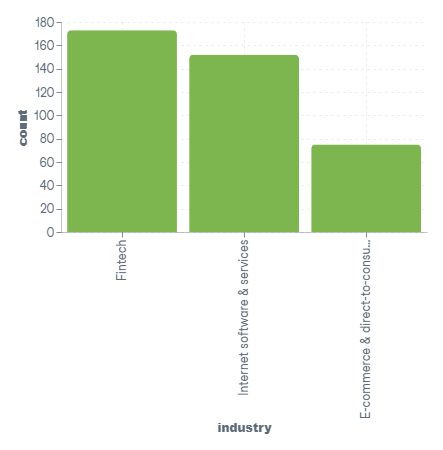 180
160
140
120
100
80
60
40
20
0
count
Fintech
Internet software & services
E-commerce & direct-to-consu...
industry